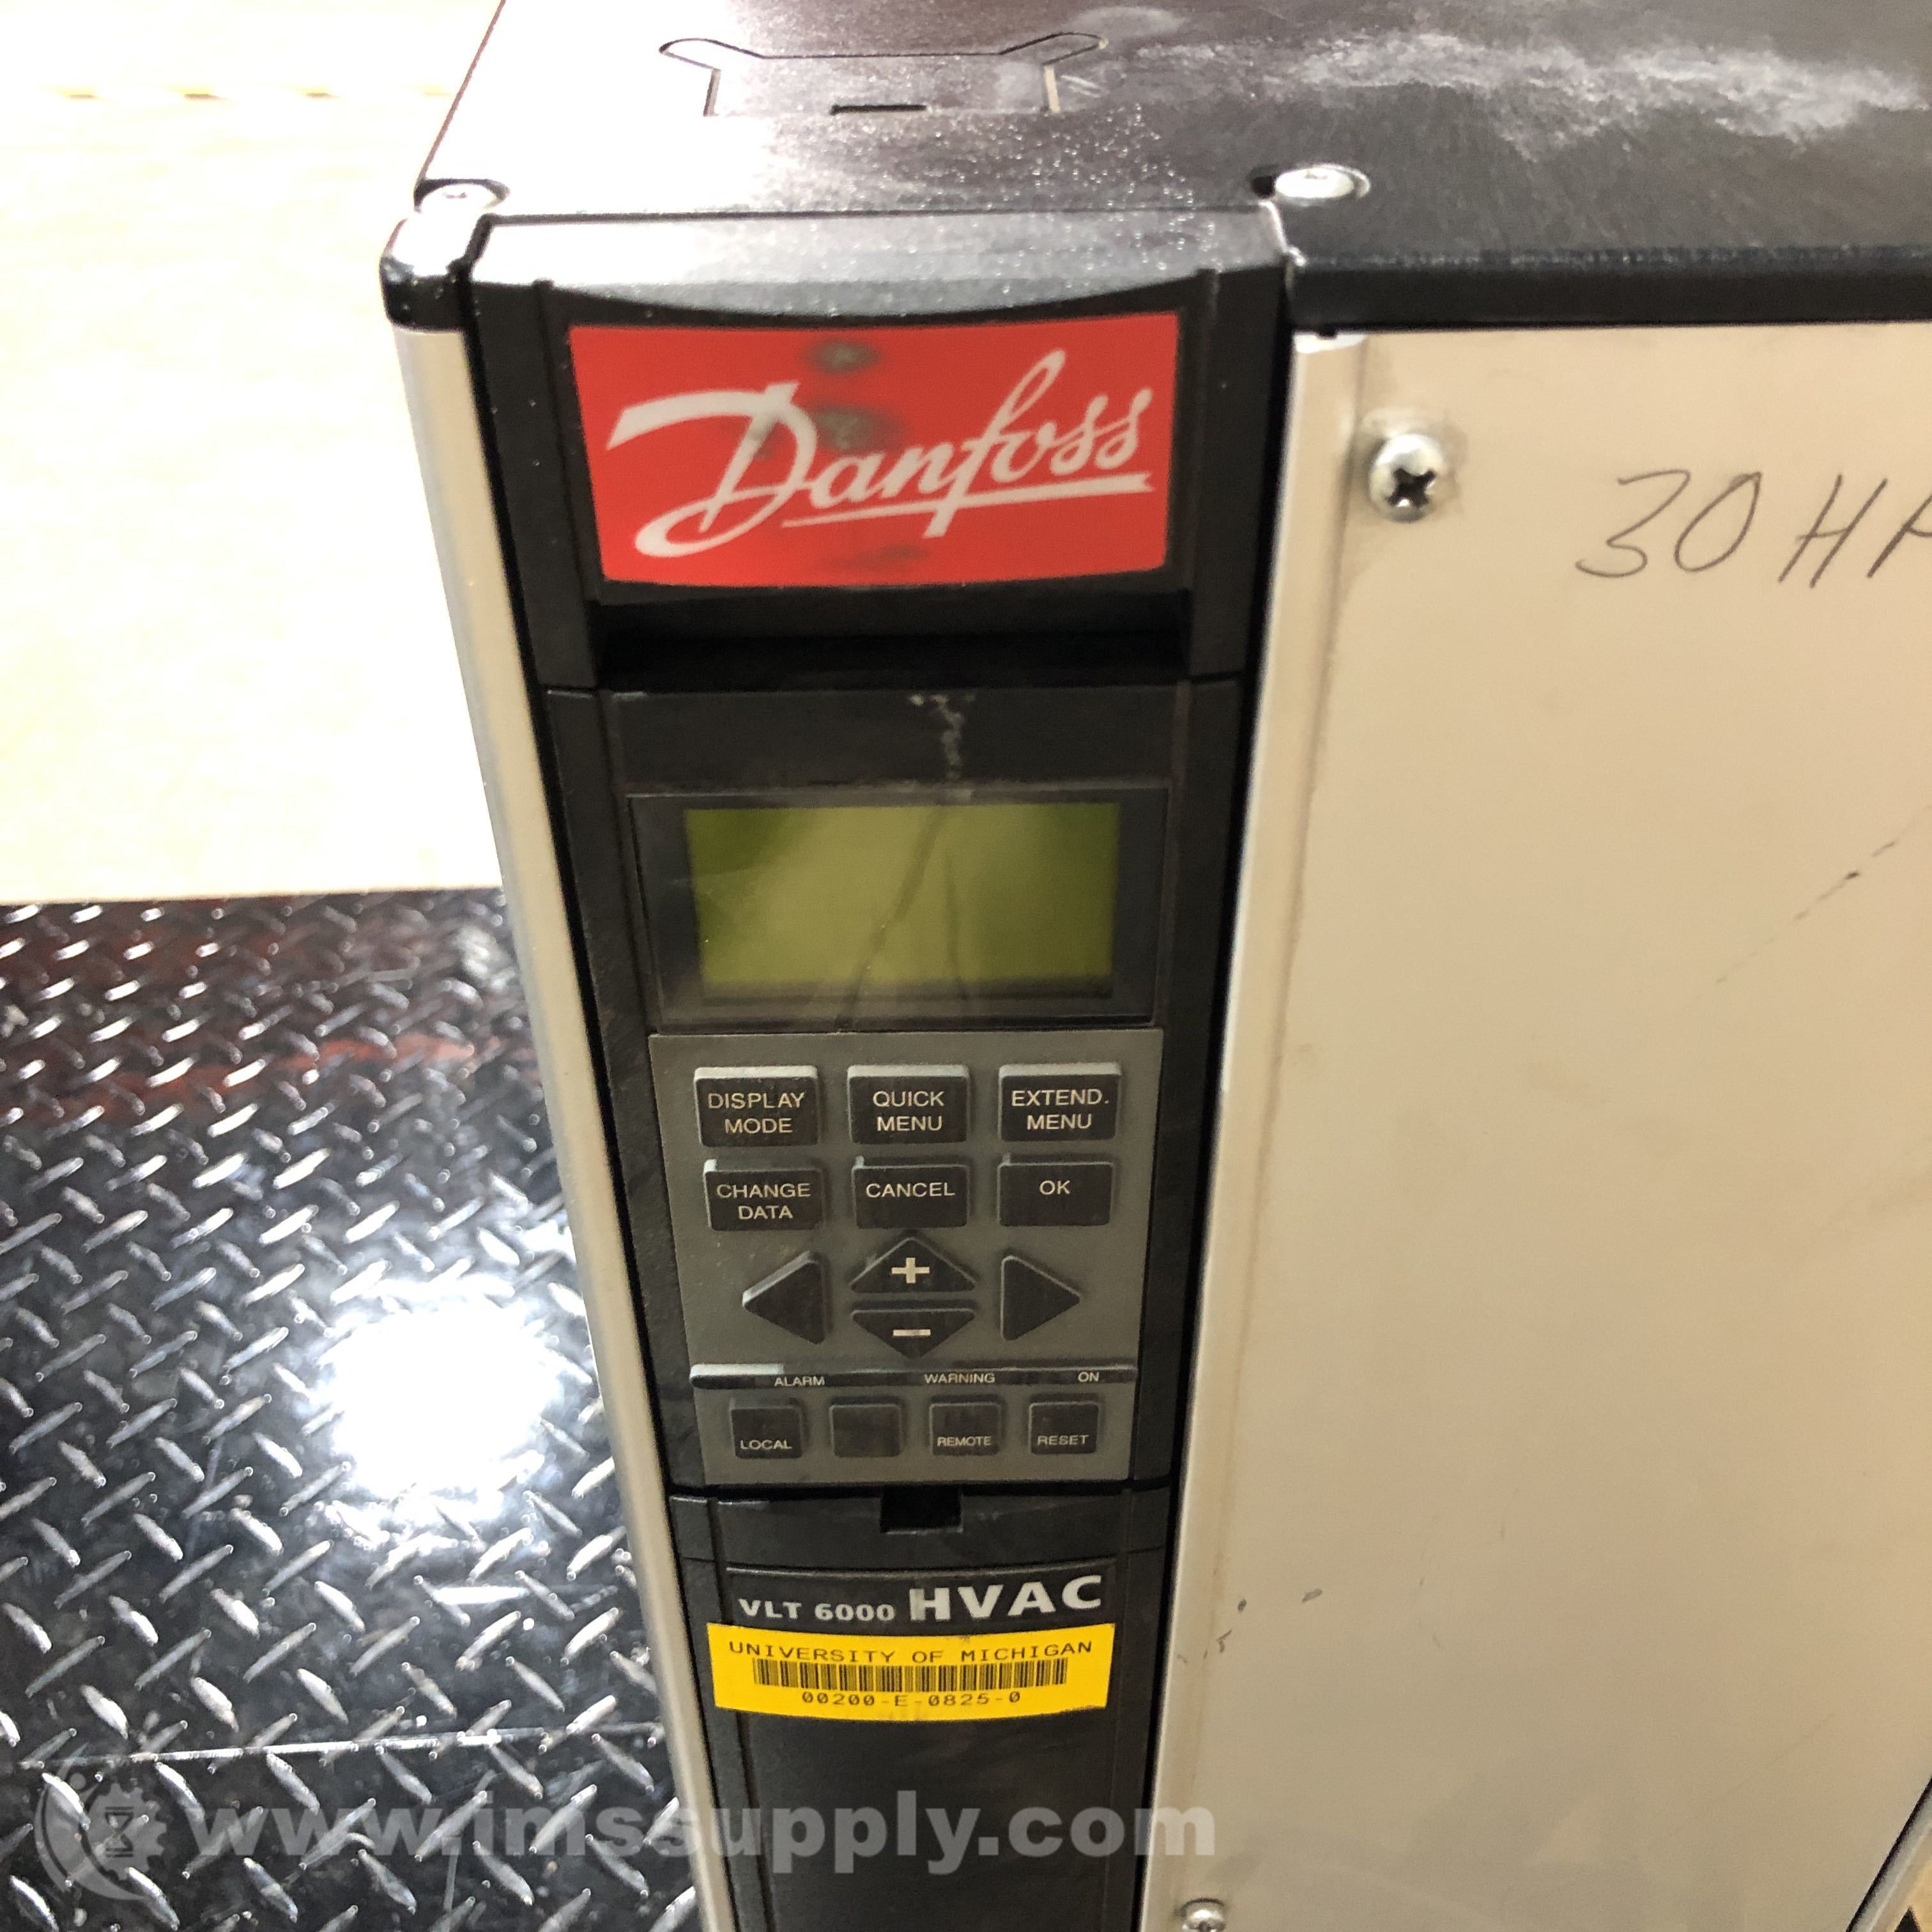 Danfoss
30 HP
DISPLAY MODE
QUICK MENU
EXTEND. MENU
CHANGE DATA
CANCEL
OK
+
−
ALARM WARNING ON
LOCAL REMOTE RESET
VLT 6000 HVAC
UNIVERSITY OF MICHIGAN
00200-E-0825-0
www.imssupply.com